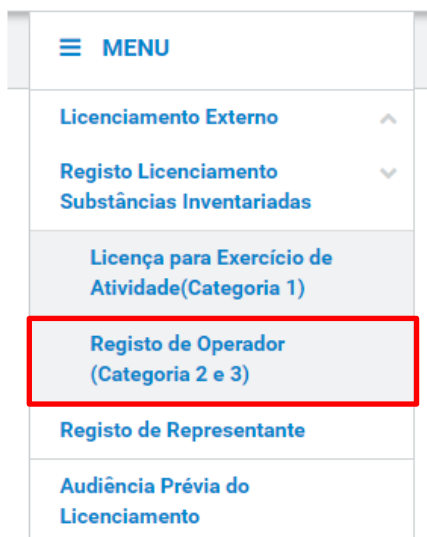 MENU
Licenciamento Externo
Registo Licenciamento
Substâncias Inventariadas
Licença para Exercício de
Atividade(Categoria 1)
Registo de Operador
(Categoria 2 e 3)
Registo de Representante
Audiência Prévia do
Licenciamento